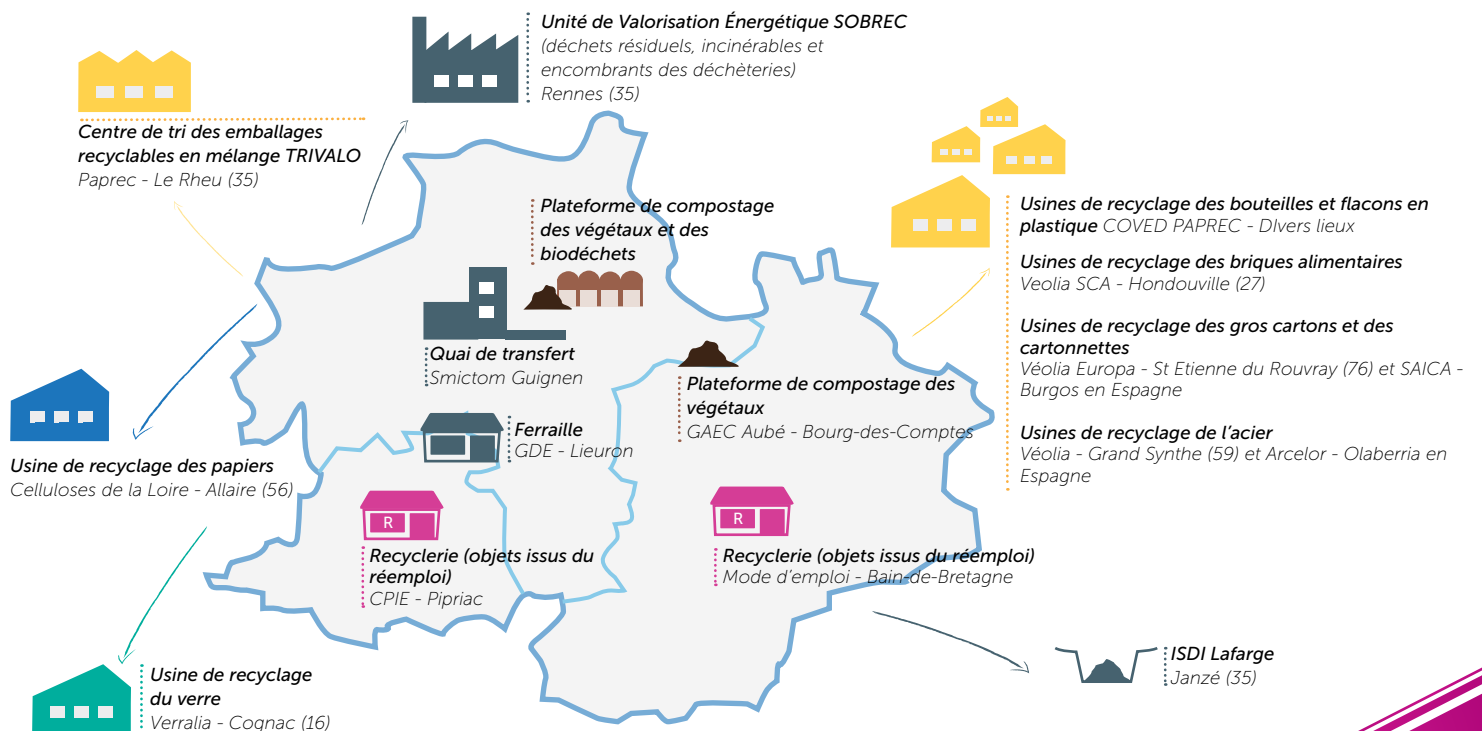 Unité de Valorisation Énergétique SOBREC
(déchets résiduels, incinérables et
encombrants des déchèteries)
Rennes (35)
Centre de tri des emballages
recyclables en mélange TRIVALO
Paprec - Le Rheu (35)
Plateforme de compostage
des végétaux et des
biodéchets
Usines de recyclage des bouteilles et flacons en
plastique COVED PAPREC - DIvers lieux
Usines de recyclage des briques alimentaires
Veolia SCA - Hondouville (27)
Usines de recyclage des gros cartons et des
cartonnettes
Véolia Europa - St Etienne du Rouvray (76) et SAICA -
Burgos en Espagne
Usines de recyclage de l'acier
Véolia - Grand Synthe (59) et Arcelor - Olaberria en
Espagne
Quai de transfert
Smictom Guignen
Plateforme de compostage des
végétaux
GAEC Aubé - Bourg-des-Comptes
Ferraille
GDE - Lieuron
Usine de recyclage des papiers
Celluloses de la Loire - Allaire (56)
R
Recyclerie (objets issus du
réemploi)
CPIE - Pipriac
R
Recyclerie (objets issus du réemploi)
Mode d'emploi - Bain-de-Bretagne
Usine de recyclage
du verre
Verralia - Cognac (16)
ISDI Lafarge
Janzé (35)